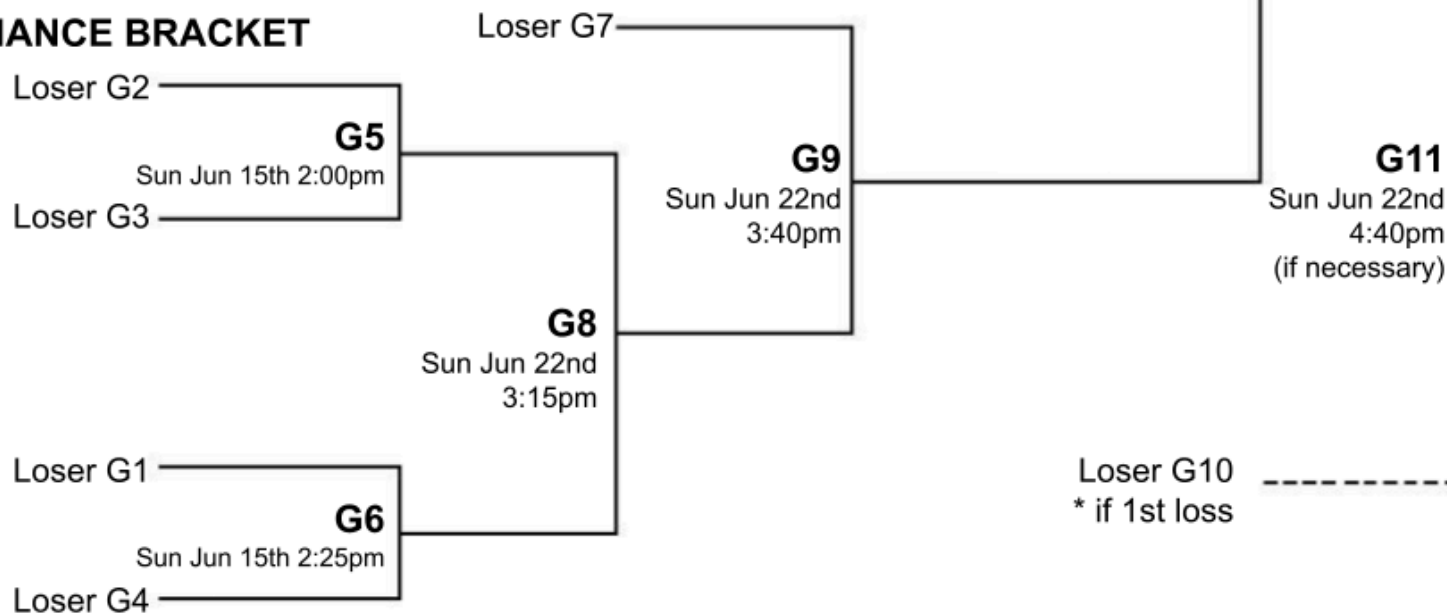 IANCE BRACKET
Loser G7
Loser G2
G5
Sun Jun 15th 2:00pm
Loser G3
G9
Sun Jun 22nd
3:40pm
G11
Sun Jun 22nd
4:40pm
(if necessary)
G8
Sun Jun 22nd
3:15pm
Loser G1
G6
Sun Jun 15th 2:25pm
Loser G4
Loser G10
* if 1st loss